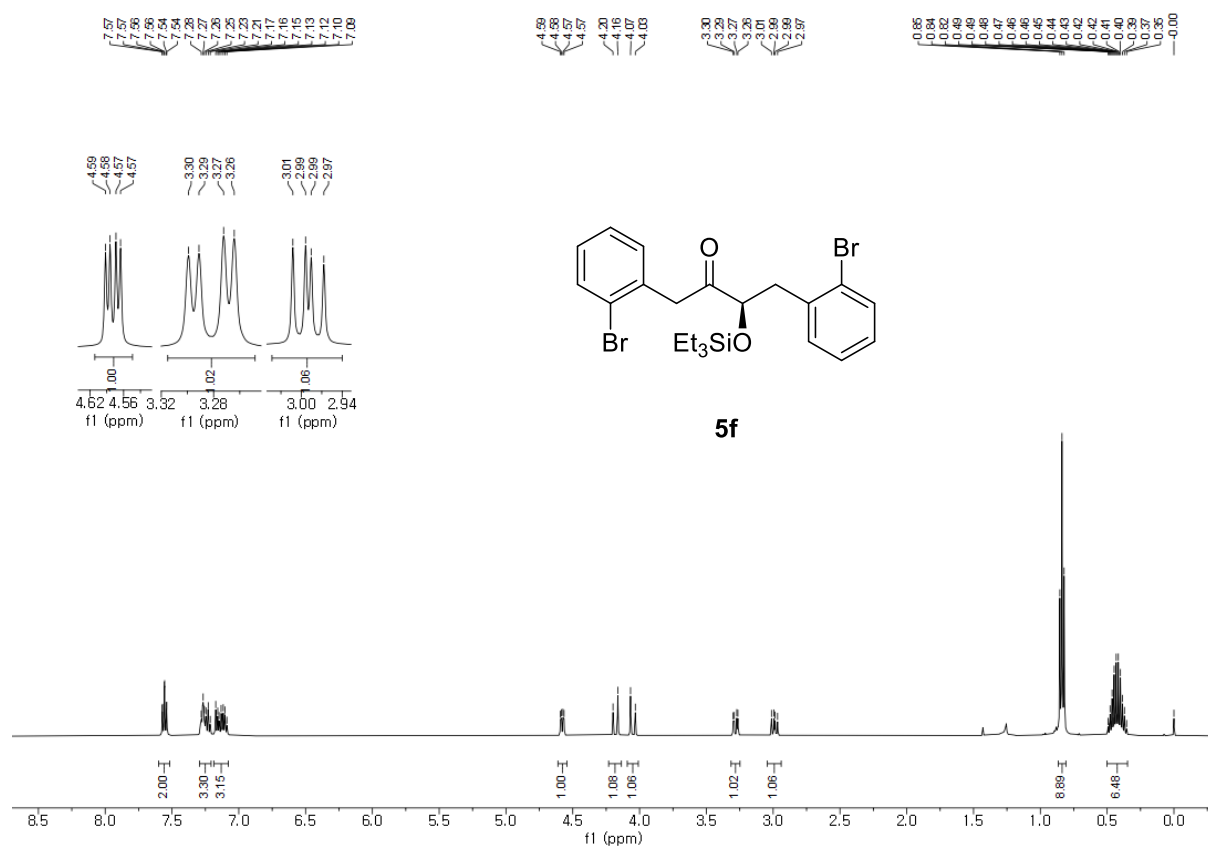 7.57 7.57 7.56 7.56 7.54 7.54 7.28 7.27 7.26 7.25 7.23 7.21 7.17 7.16 7.15 7.13 7.12 7.10 7.09
4.59 4.58 4.57 4.57 4.20 4.16 4.07 4.03
3.30 3.29 3.27 3.26 3.01 2.99 2.99 2.97
0.85 0.84 0.82 0.49 0.49 0.48 0.47 0.46 0.46 0.45 0.44 0.43 0.42 0.42 0.41 0.40 0.39 0.37 0.35 -0.00
4.59 4.58 4.57 4.57
3.30 3.29 3.27 3.26
3.01 2.99 2.99 2.97
1.00
1.02
1.06
4.62 4.56
3.32 3.28
3.00 2.94
f1 (ppm)
f1 (ppm)
f1 (ppm)
O
Br
Br
Et3SiO
5f
2.00 3.30 3.15 1.00 1.08 1.06 1.02 1.06 8.89 6.48
8.5 8.0 7.5 7.0 6.5 6.0 5.5 5.0 4.5 4.0 3.5 3.0 2.5 2.0 1.5 1.0 0.5 0.0
f1 (ppm)